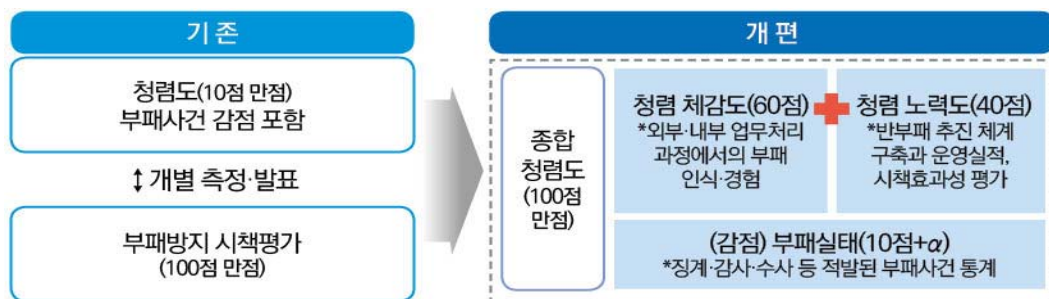 기 존
청렴도(10점 만점)
부패사건 감점 포함
↕ 개별 측정·발표
부패방지 시책평가
(100점 만점)
개 편
종합
청렴도
(100점
만점)
청렴 체감도(60점)
*외부·내부 업무처리
과정에서의 부패
인식·경험
청렴 노력도(40점)
*반부패 추진 체계
구축과 운영실적,
시책효과성 평가
(감점) 부패실태(10점+α)
*징계·감사·수사 등 적발된 부패사건 통계